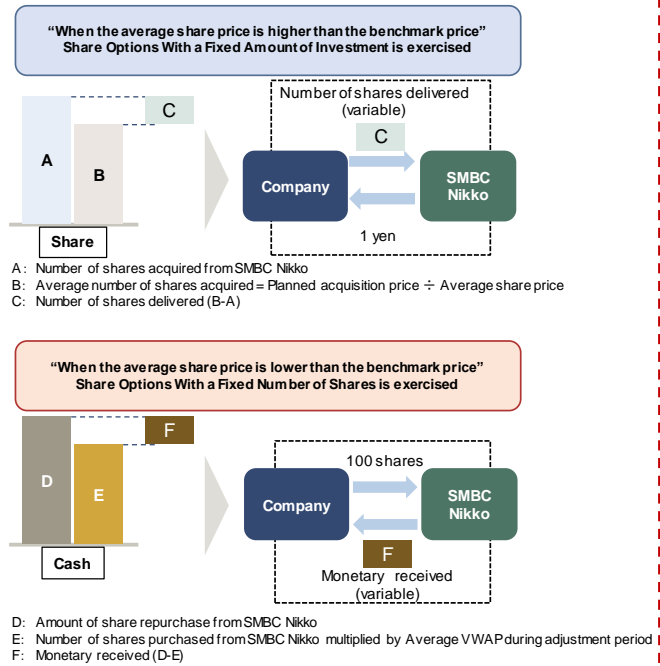 “When the average share price is higher than the benchmark price”
Share Options With a Fixed Amount of Investment is exercised
C
A
B
Share
Number of shares delivered
(variable)
C
Company
SMBC
Nikko
1 yen
A: Number of shares acquired from SMBC Nikko
B: Average number of shares acquired = Planned acquisition price ÷ Average share price
C: Number of shares delivered (B-A)
“When the average share price is lower than the benchmark price”
Share Options With a Fixed Number of Shares is exercised
F
D
E
Cash
100 shares
Company
SMBC
Nikko
F
Monetary received
(variable)
D: Amount of share repurchase from SMBC Nikko
E: Number of shares purchased from SMBC Nikko multiplied by Average VWAP during adjustment period
F: Monetary received (D-E)